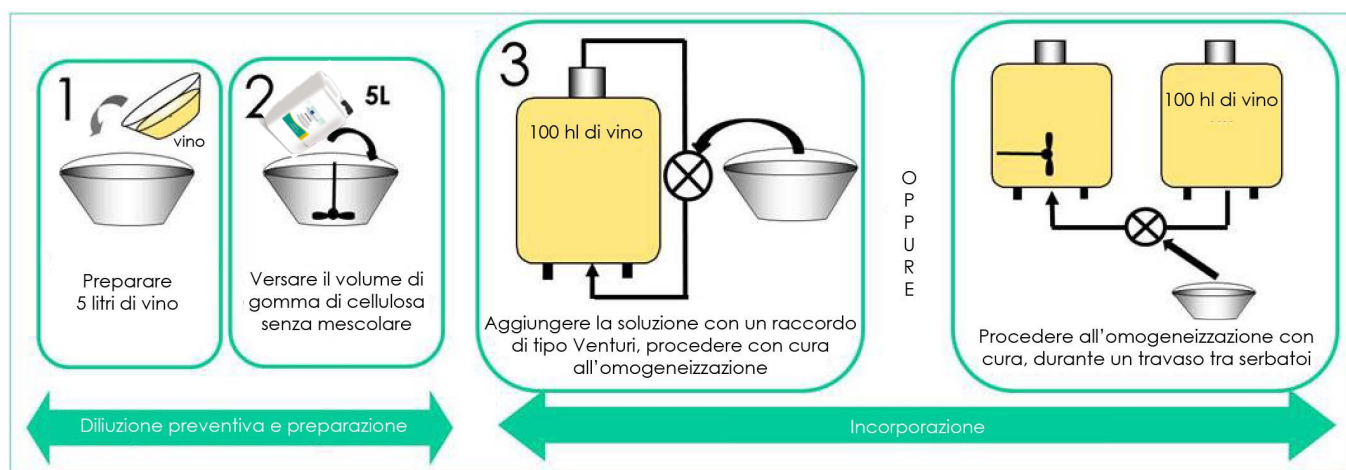 1
vino
Preparare
5 litri di vino
2
5L
Versare il volume di
gomma di cellulosa
senza mescolare
3
100 hl di vino
Aggiungere la soluzione con un raccordo
di tipo Venturi, procedere con cura
all’omogeneizzazione
OPPURE
100 hl di vino
Procedere all’omogeneizzazione con
cura, durante un travaso tra serbatoi
Diluizione preventiva e preparazione
Incorporazione